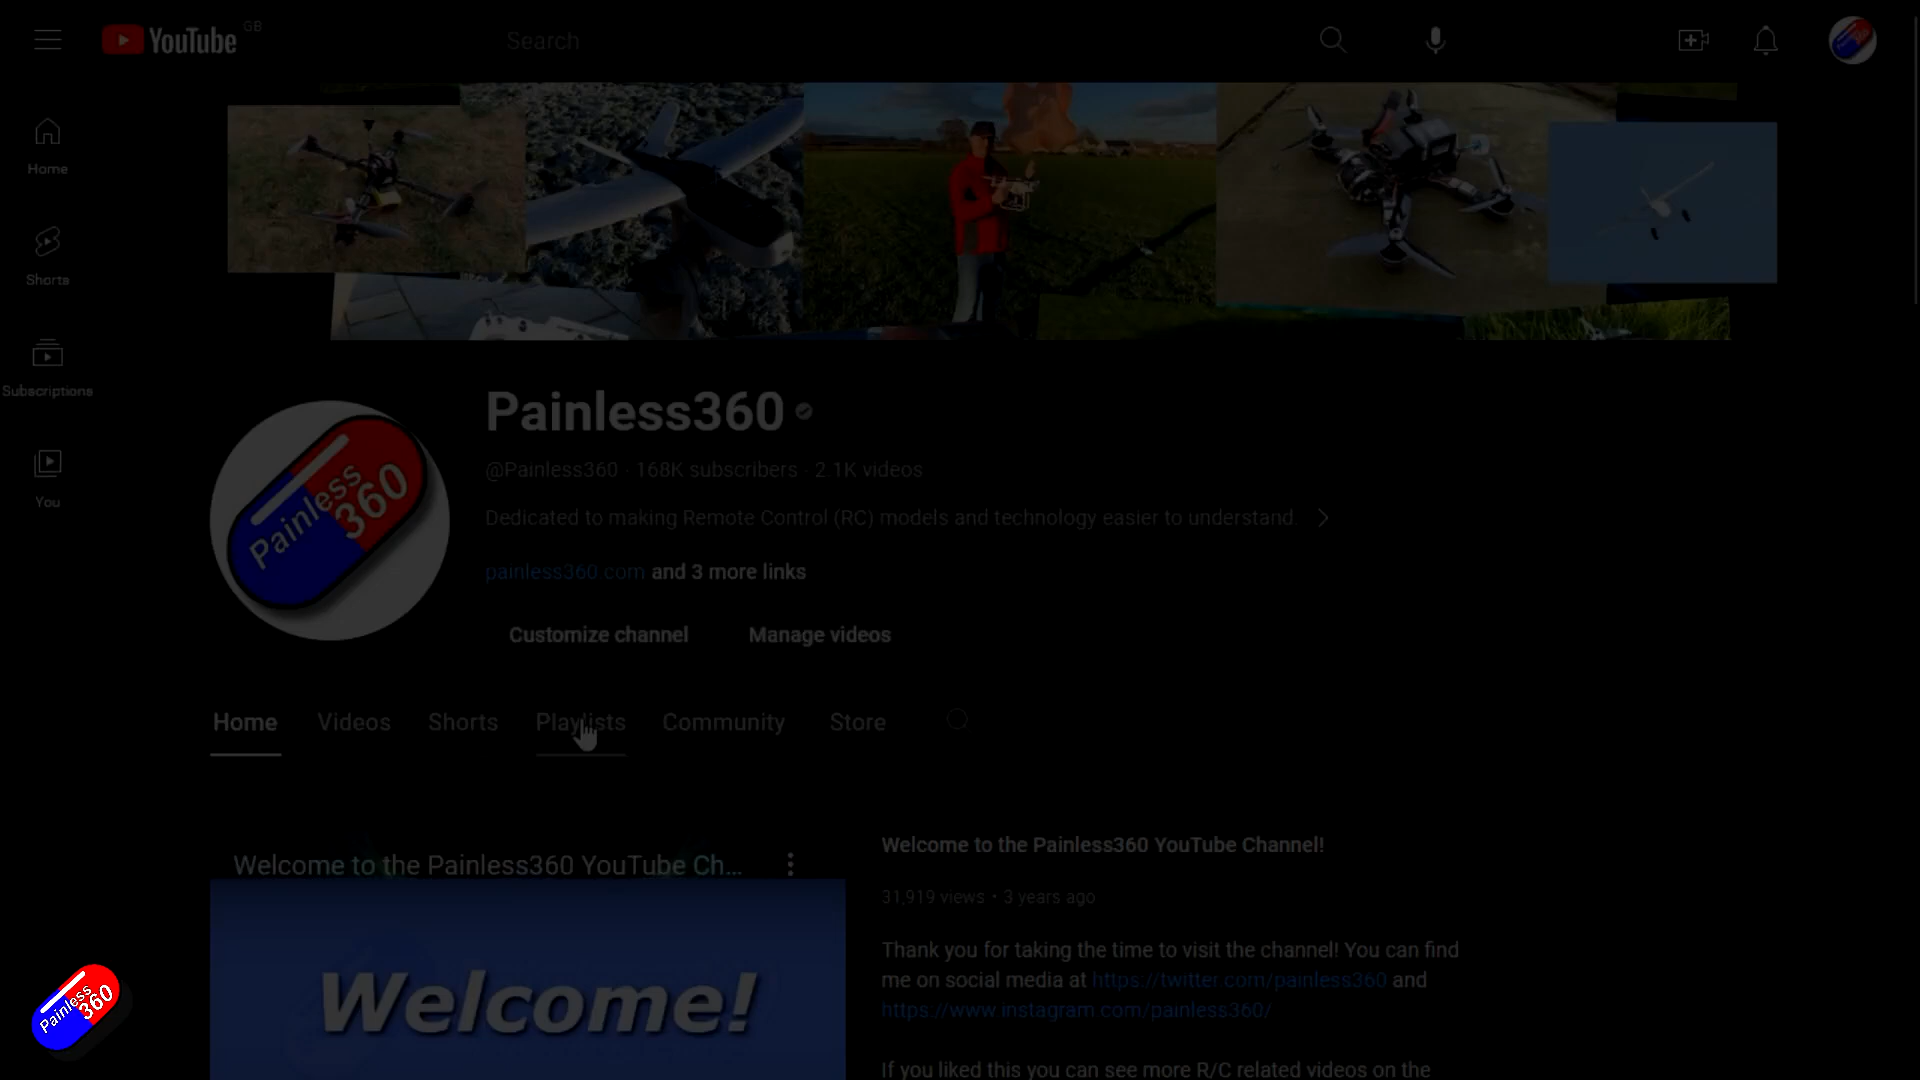 YouTube GB
Search
Home
Shorts
Subscriptions
You
Painless360
Painless
360
@Painless360 · 168K subscribers · 2.1K videos
Dedicated to making Remote Control (RC) models and technology easier to understand.
painless360.com and 3 more links
Customize channel Manage videos
Home Videos Shorts Playlists Community Store
Welcome to the Painless360 YouTube Ch...
Welcome!
Welcome to the Painless360 YouTube Channel!
31,919 views • 3 years ago
Thank you for taking the time to visit the channel! You can find
me on social media at https://twitter.com/painless360 and
https://www.instagram.com/painless360/
If you liked this you can see more R/C related videos on the
Painless
360